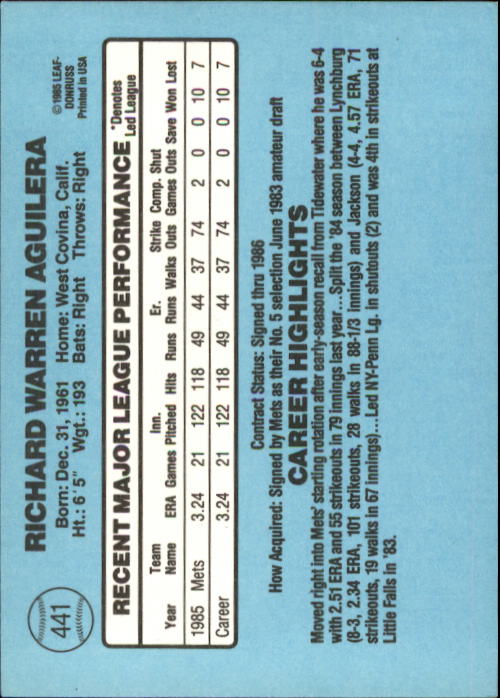 441
RICHARD WARREN AGUILERA
Born: Dec. 31, 1961 Home: West Covina, Calif.
Ht.: 6'5" Wgt.: 193 Bats: Right Throws: Right
©1985 LEAF-
DONRUSS
Printed in USA
RECENT MAJOR LEAGUE PERFORMANCE *Denotes
Led League
Team Inn. Er. Strike Comp. Shut
Year Name ERA Games Pitched Hits Runs Runs Walks Outs Games Outs Save Won Lost
1985 Mets 3.24 21 122 118 49 44 37 74 2 0 0 10 7
Career 3.24 21 122 118 49 44 37 74 2 0 0 10 7
Contract Status: Signed thru 1986
How Acquired: Signed by Mets as their No. 5 selection June 1983 amateur draft
CAREER HIGHLIGHTS
Moved right into Mets' starting rotation after early-season recall from Tidewater where he was 6-4
with 2.51 ERA and 55 strikeouts in 79 innings last year...Split the '84 season between Lynchburg
(8-3, 2.34 ERA, 101 strikeouts, 28 walks in 88-1/3 innings) and Jackson (4-4, 4.57 ERA, 71
strikeouts, 19 walks in 67 innings)...Led NY-Penn Lg. in shutouts (2) and was 4th in strikeouts at
Little Falls in '83.